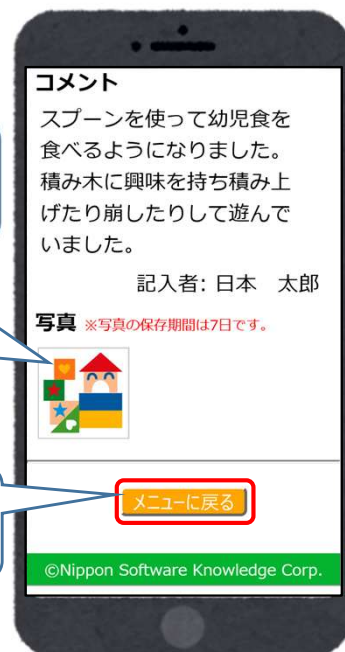 コメント
スプーンを使って幼児食を
食べるようになりました。
積み木に興味を持ち積み上
げたり崩したりして遊んで
いました。
記入者: 日本　太郎
写真 ※写真の保存期間は7日です。
メニューに戻る
©Nippon Software Knowledge Corp.